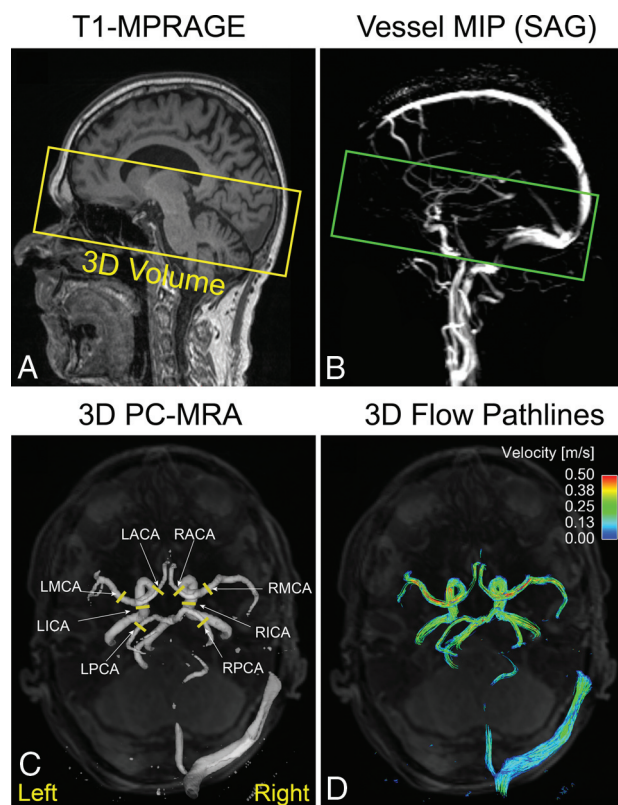 T1-MPRAGE
Vessel MIP (SAG)
3D Volume
A
B
3D PC-MRA
3D Flow Pathlines
Velocity [m/s]
0.50
0.38
0.25
0.13
0.00
LACA
RACA
LMCA
RMCA
LICA
RICA
LPCA
RPCA
C
Left
Right
D